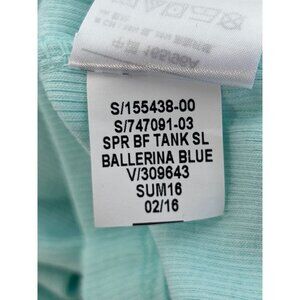 S/155438-00
S/747091-03
SPR BF TANK SL
BALLERINA BLUE
V/309643
SUM16
02/16